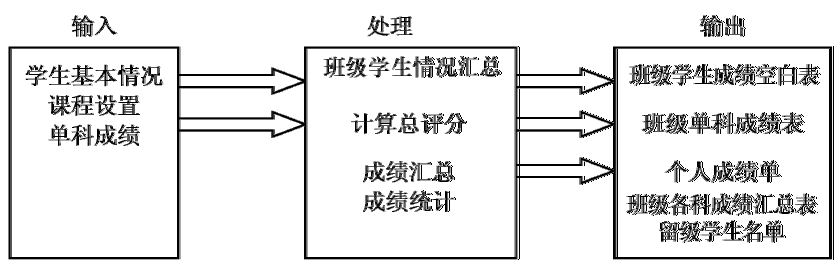 输入
学生基本情况
课程设置
单科成绩
处理
班级学生情况汇总
计算总评分
成绩汇总
成绩统计
输出
班级学生成绩空白表
班级单科成绩表
个人成绩单
班级各科成绩汇总表
留级学生名单